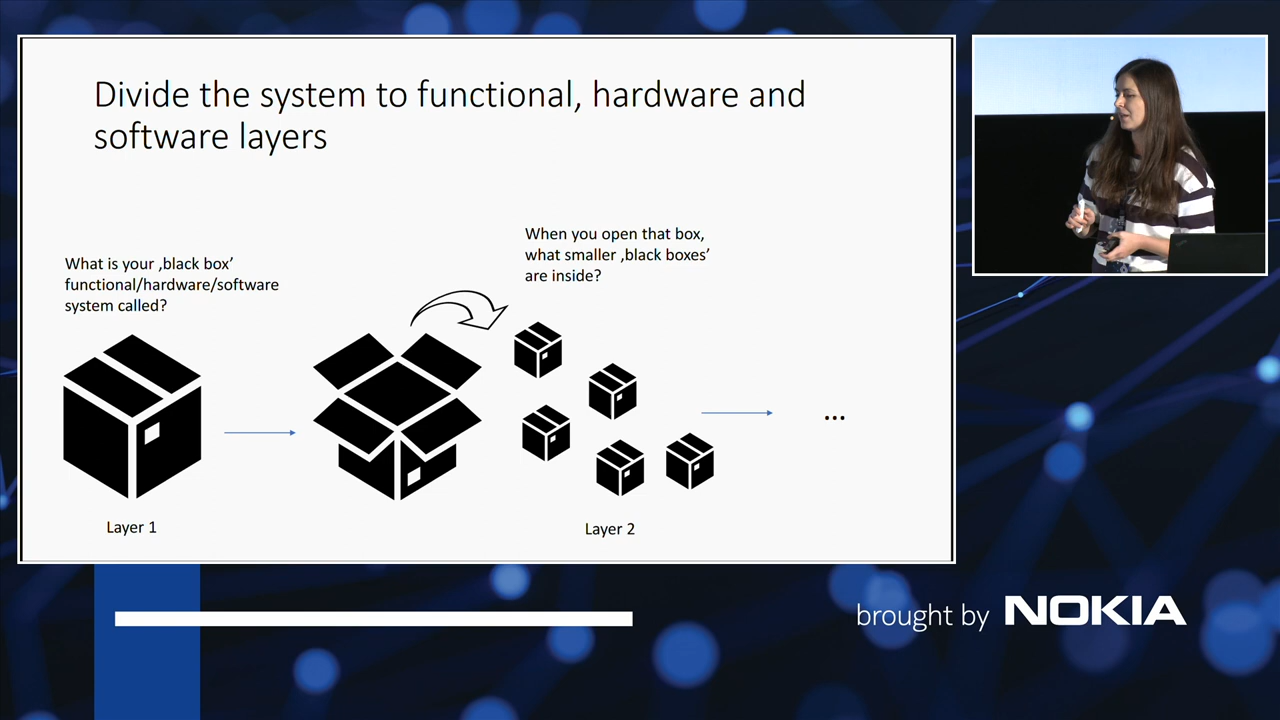 Divide the system to functional, hardware and
software layers
What is your ‚black box’
functional/hardware/software
system called?
When you open that box,
what smaller ‚black boxes’
are inside?
...
Layer 1
Layer 2
brought by NOKIA